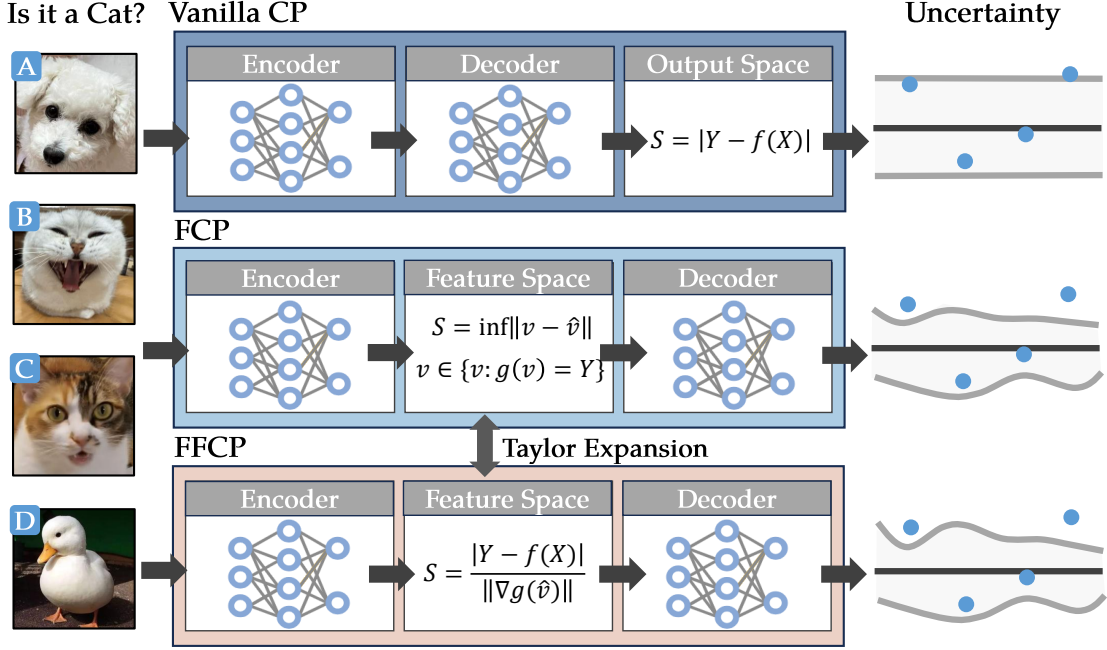 Is it a Cat?
Vanilla CP
Uncertainty
A
Encoder
Decoder
Output Space
S = |Y − f(X)|
B
FCP
Encoder
Feature Space
Decoder
S = inf‖v − v̂‖
v ∈ {v: g(v) = Y}
C
FFCP
Taylor Expansion
D
Encoder
Feature Space
Decoder
S = |Y − f(X)| / ‖∇g(v̂)‖